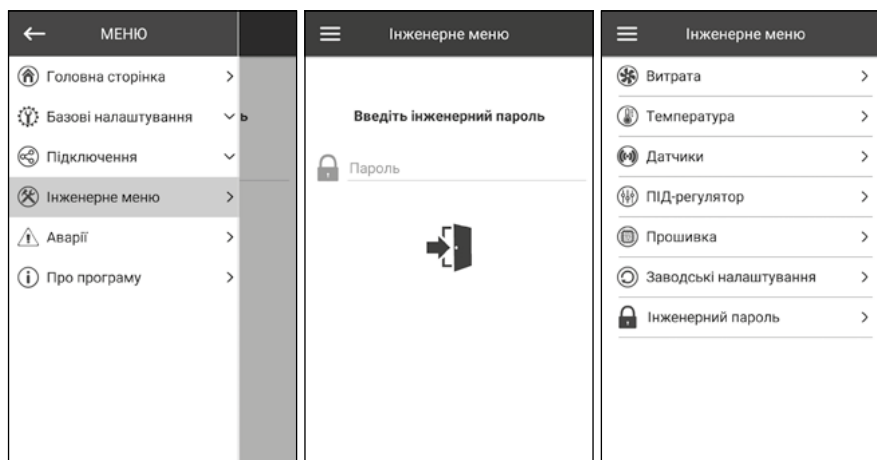 МЕНЮ
Головна сторінка
Базові налаштування
Підключення
Інженерне меню
Аварії
Про програму
ь
Інженерне меню
Введіть інженерний пароль
Пароль
Інженерне меню
Витрата
Температура
Датчики
ПІД-регулятор
Прошивка
Заводські налаштування
Інженерний пароль